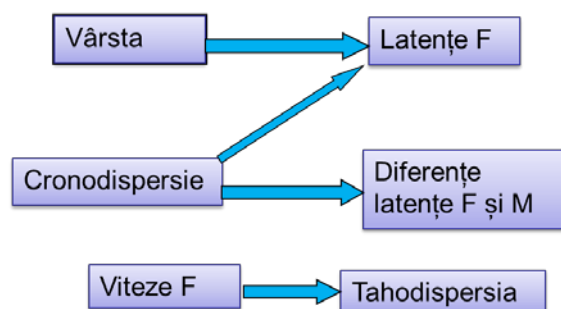 Vârsta
Latențe F
Cronodispersie
Diferențe
latențe F și M
Viteze F
Tahodispersia